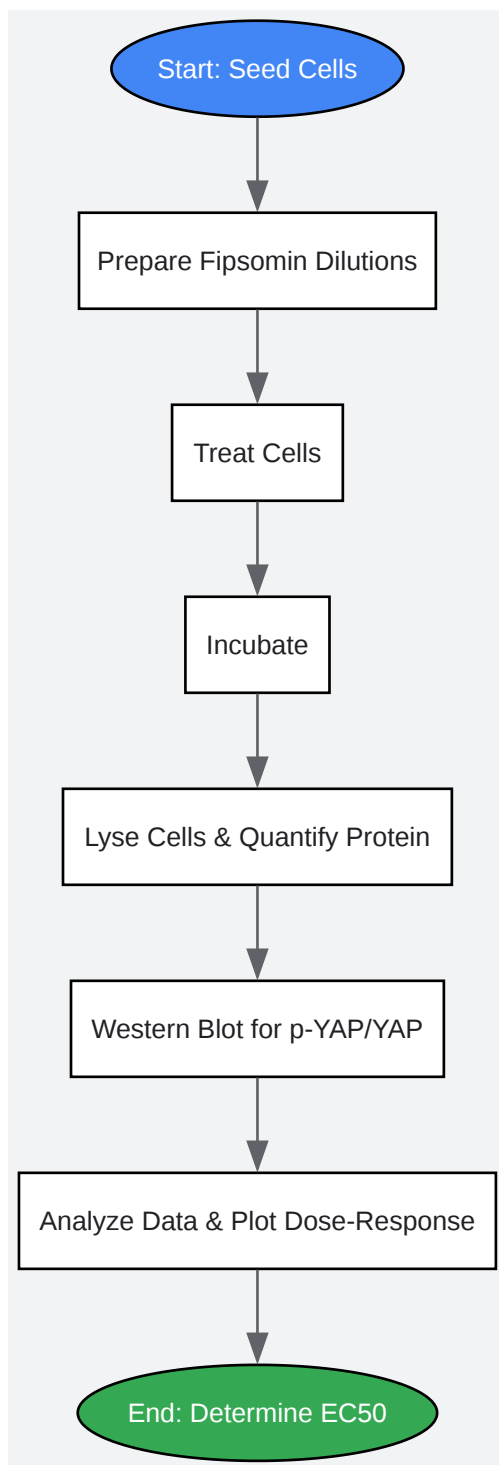 Start: Seed Cells
Prepare Fipsomin Dilutions
Treat Cells
Incubate
Lyse Cells & Quantify Protein
Western Blot for p-YAP/YAP
Analyze Data & Plot Dose-Response
End: Determine EC50